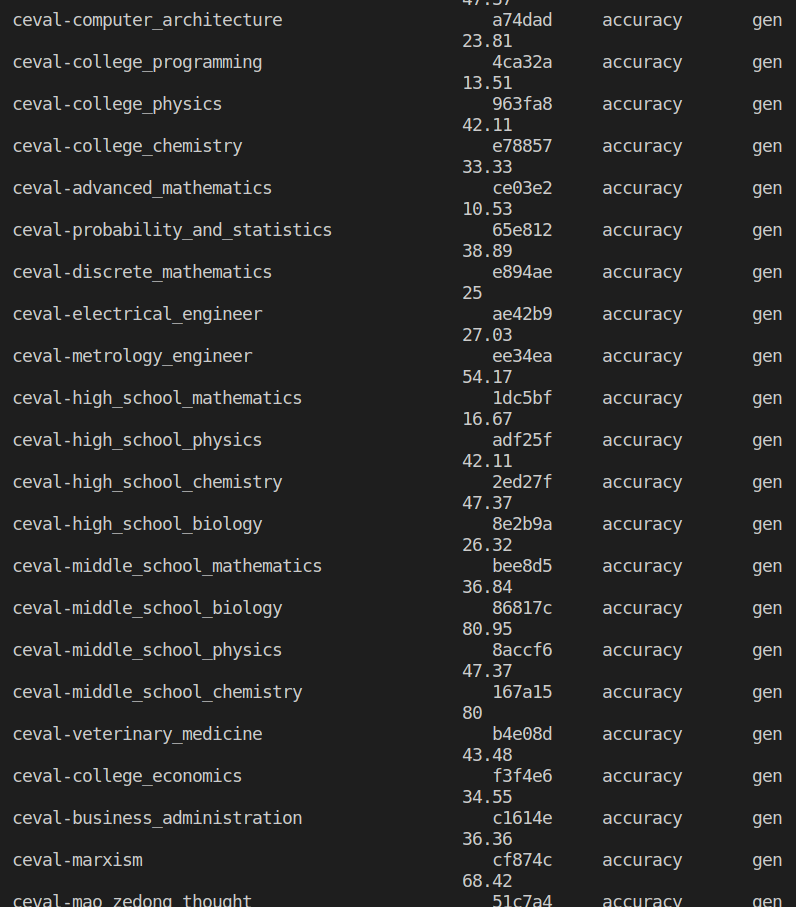 47.37
ceval-computer_architecture a74dad accuracy gen
23.81
ceval-college_programming 4ca32a accuracy gen
13.51
ceval-college_physics 963fa8 accuracy gen
42.11
ceval-college_chemistry e78857 accuracy gen
33.33
ceval-advanced_mathematics ce03e2 accuracy gen
10.53
ceval-probability_and_statistics 65e812 accuracy gen
38.89
ceval-discrete_mathematics e894ae accuracy gen
25
ceval-electrical_engineer ae42b9 accuracy gen
27.03
ceval-metrology_engineer ee34ea accuracy gen
54.17
ceval-high_school_mathematics 1dc5bf accuracy gen
16.67
ceval-high_school_physics adf25f accuracy gen
42.11
ceval-high_school_chemistry 2ed27f accuracy gen
47.37
ceval-high_school_biology 8e2b9a accuracy gen
26.32
ceval-middle_school_mathematics bee8d5 accuracy gen
36.84
ceval-middle_school_biology 86817c accuracy gen
80.95
ceval-middle_school_physics 8accf6 accuracy gen
47.37
ceval-middle_school_chemistry 167a15 accuracy gen
80
ceval-veterinary_medicine b4e08d accuracy gen
43.48
ceval-college_economics f3f4e6 accuracy gen
34.55
ceval-business_administration c1614e accuracy gen
36.36
ceval-marxism cf874c accuracy gen
68.42
ceval-mao_zedong_thought 51c7a4 accuracy gen